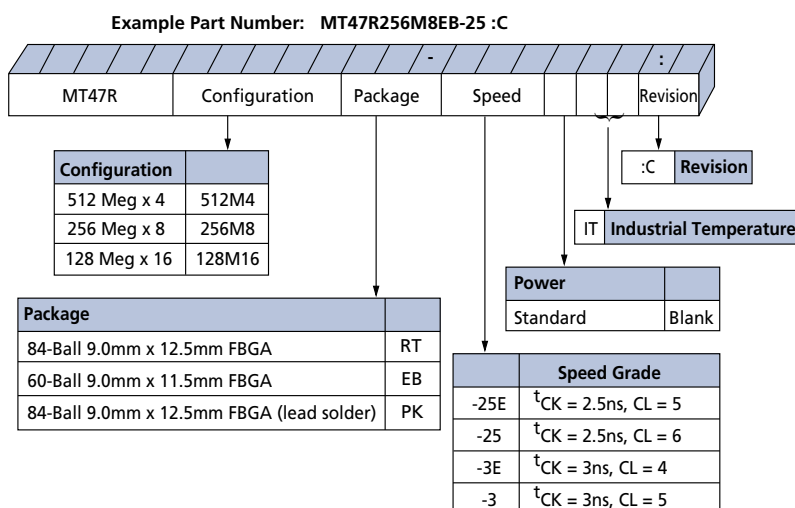 Example Part Number: MT47R256M8EB-25 :C
- :
MT47R Configuration Package Speed Revision
Configuration
512 Meg x 4 512M4
256 Meg x 8 256M8
128 Meg x 16 128M16
:C Revision
IT Industrial Temperature
Power
Standard Blank
Package
84-Ball 9.0mm x 12.5mm FBGA RT
60-Ball 9.0mm x 11.5mm FBGA EB
84-Ball 9.0mm x 12.5mm FBGA (lead solder) PK
Speed Grade
-25E tCK = 2.5ns, CL = 5
-25 tCK = 2.5ns, CL = 6
-3E tCK = 3ns, CL = 4
-3 tCK = 3ns, CL = 5